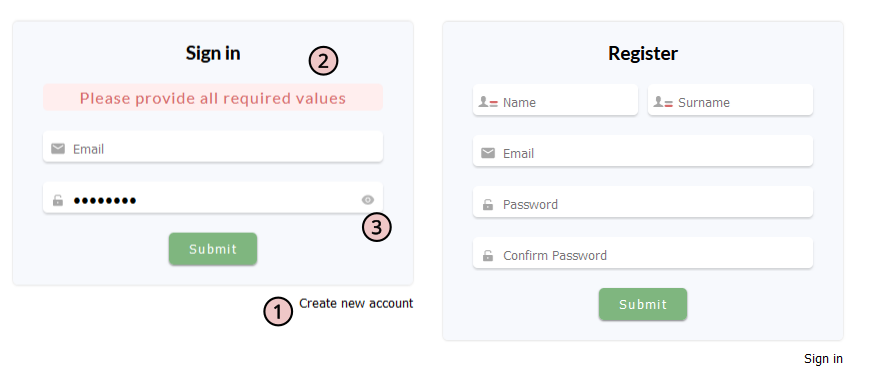 Sign in
2
Please provide all required values
Email
••••••••
3
Submit
1
Create new account
Register
Name
Surname
Email
Password
Confirm Password
Submit
Sign in